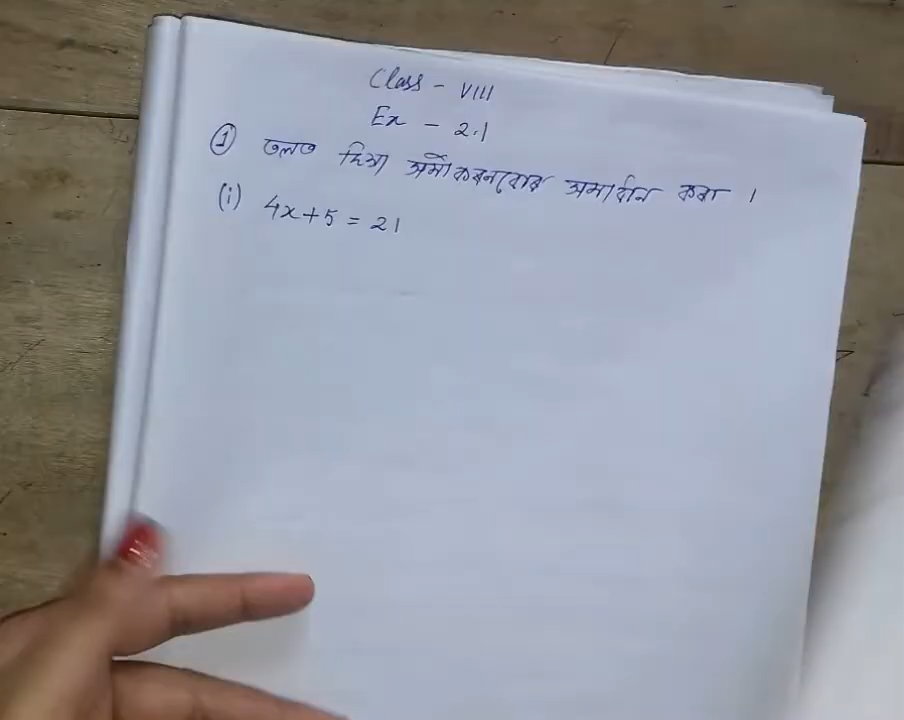 Class - VIII
Ex - 2.1
① তলত দিয়া সমীকৰণবোৰ সমাধান কৰা ।
(i) 4x+5 = 21